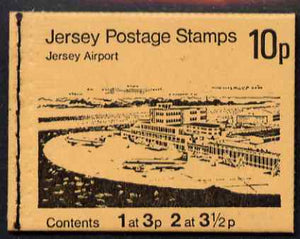 Jersey Postage Stamps 10p
Jersey Airport
Contents 1 at 3p 2 at 3½p